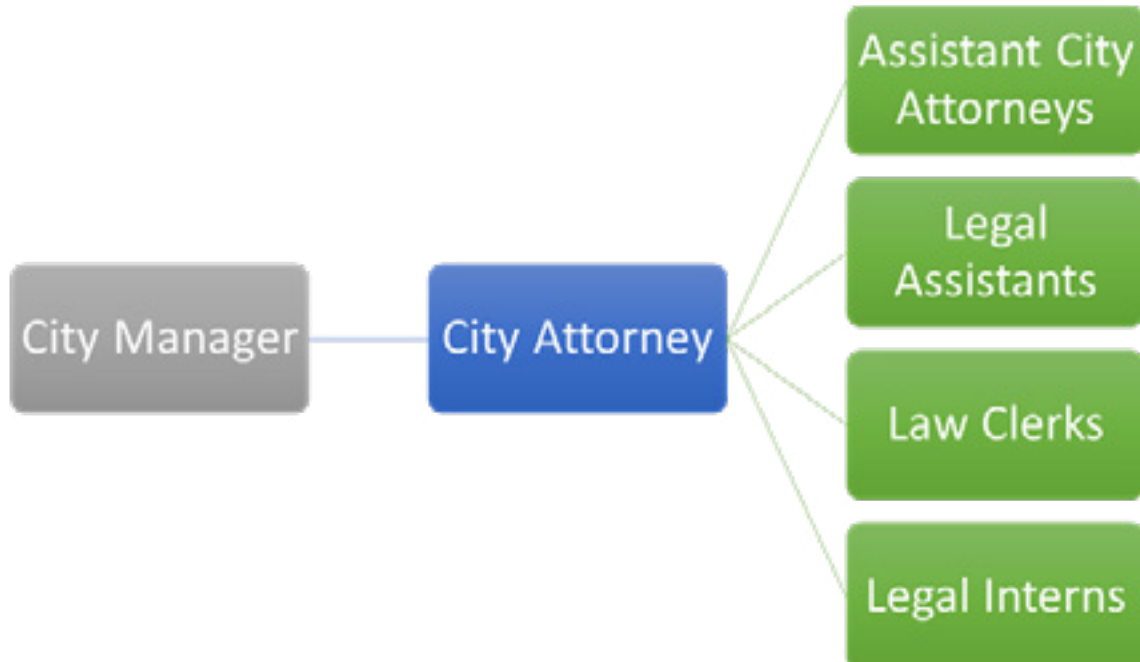 City Manager
City Attorney
Assistant City
Attorneys
Legal
Assistants
Law Clerks
Legal Interns